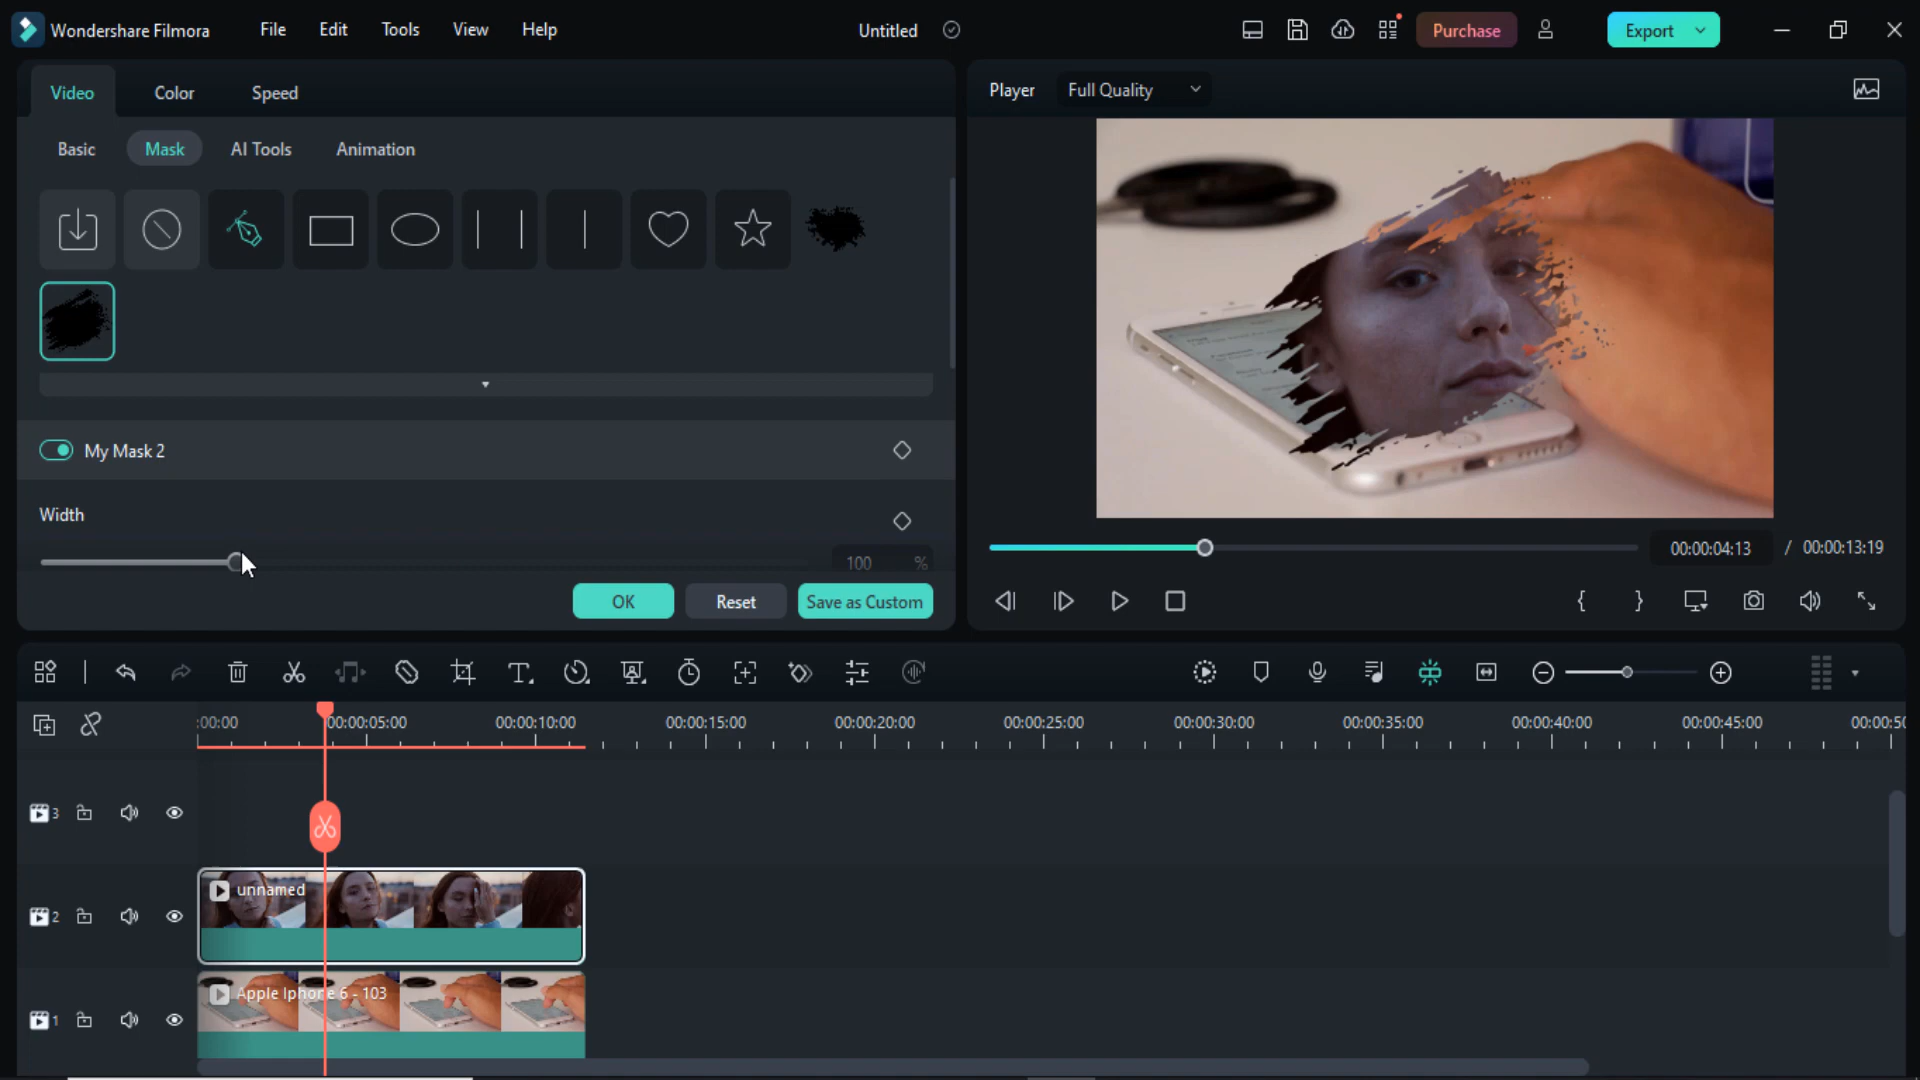 Wondershare Filmora
File
Edit
Tools
View
Help
Untitled
Purchase
Export
Video
Color
Speed
Player
Full Quality
Basic
Mask
AI Tools
Animation
My Mask 2
Width
100
%
OK
Reset
Save as Custom
00:00:04:13
/ 00:00:13:19
:00:00
00:00:05:00
00:00:10:00
00:00:15:00
00:00:20:00
00:00:25:00
00:00:30:00
00:00:35:00
00:00:40:00
00:00:45:00
00:00:50
3
unnamed
2
Apple Iphone 6 - 103
1